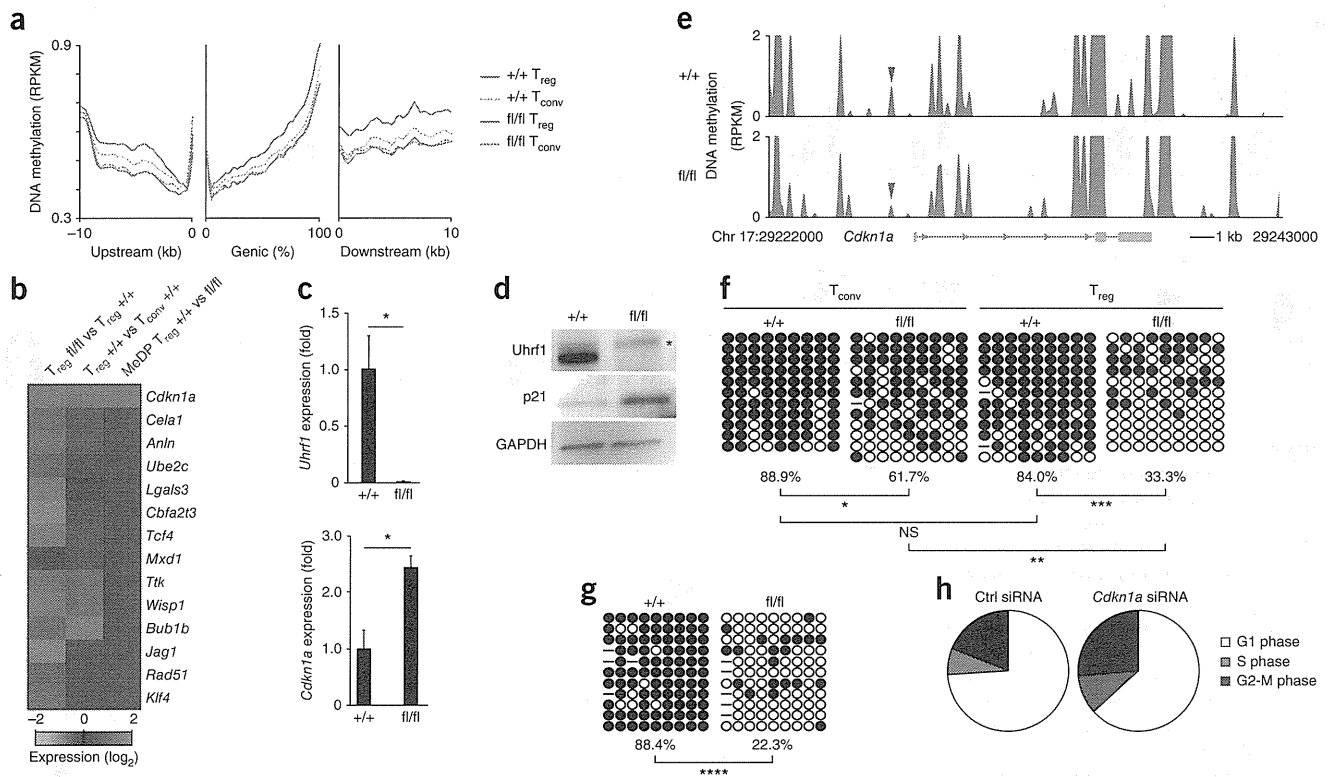 a
DNA methylation (RPKM)
0.9
0.3
–10
0
Upstream (kb)
0
100
Genic (%)
0
10
Downstream (kb)
+/+ Treg
+/+ Tconv
fl/fl Treg
fl/fl Tconv
e
DNA methylation
(RPKM)
+/+
2
0
fl/fl
2
0
Chr 17:29222000
Cdkn1a
1 kb
29243000
b
Treg fl/fl vs Treg +/+
Treg +/+ vs Tconv +/+
MeDP Treg +/+ vs fl/fl
Cdkn1a
Cela1
Anln
Ube2c
Lgals3
Cbfa2t3
Tcf4
Mxd1
Ttk
Wisp1
Bub1b
Jag1
Rad51
Klf4
–2 0 2
Expression (log2)
c
Uhrf1 expression (fold)
1.5
1.0
0.5
0
*
+/+ fl/fl
Cdkn1a expression (fold)
3.0
2.0
1.0
0
*
+/+ fl/fl
d
+/+ fl/fl
Uhrf1
*
p21
GAPDH
f
Tconv
Treg
+/+ fl/fl +/+ fl/fl
88.9% 61.7% 84.0% 33.3%
*
***
NS
**
g
+/+ fl/fl
88.4% 22.3%
****
h
Ctrl siRNA
Cdkn1a siRNA
G1 phase
S phase
G2-M phase